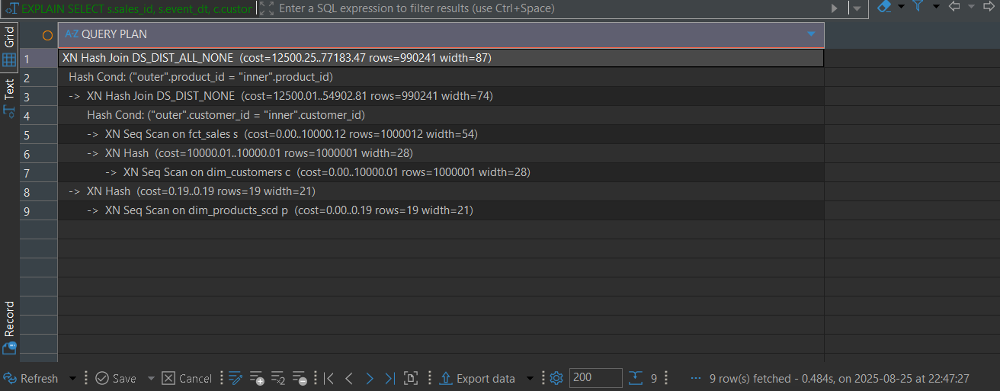 EXPLAIN SELECT s.sales_id, s.event_dt, c.custor
Enter a SQL expression to filter results (use Ctrl+Space)
Grid
Text
Record
A-Z QUERY PLAN
1 XN Hash Join DS_DIST_ALL_NONE (cost=12500.25..77183.47 rows=990241 width=87)
2 Hash Cond: ("outer".product_id = "inner".product_id)
3 -> XN Hash Join DS_DIST_NONE (cost=12500.01..54902.81 rows=990241 width=74)
4 Hash Cond: ("outer".customer_id = "inner".customer_id)
5 -> XN Seq Scan on fct_sales s (cost=0.00..10000.12 rows=1000012 width=54)
6 -> XN Hash (cost=10000.01..10000.01 rows=1000001 width=28)
7 -> XN Seq Scan on dim_customers c (cost=0.00..10000.01 rows=1000001 width=28)
8 -> XN Hash (cost=0.19..0.19 rows=19 width=21)
9 -> XN Seq Scan on dim_products_scd p (cost=0.00..0.19 rows=19 width=21)
Refresh Save Cancel Export data 200 9 ... 9 row(s) fetched - 0.484s, on 2025-08-25 at 22:47:27